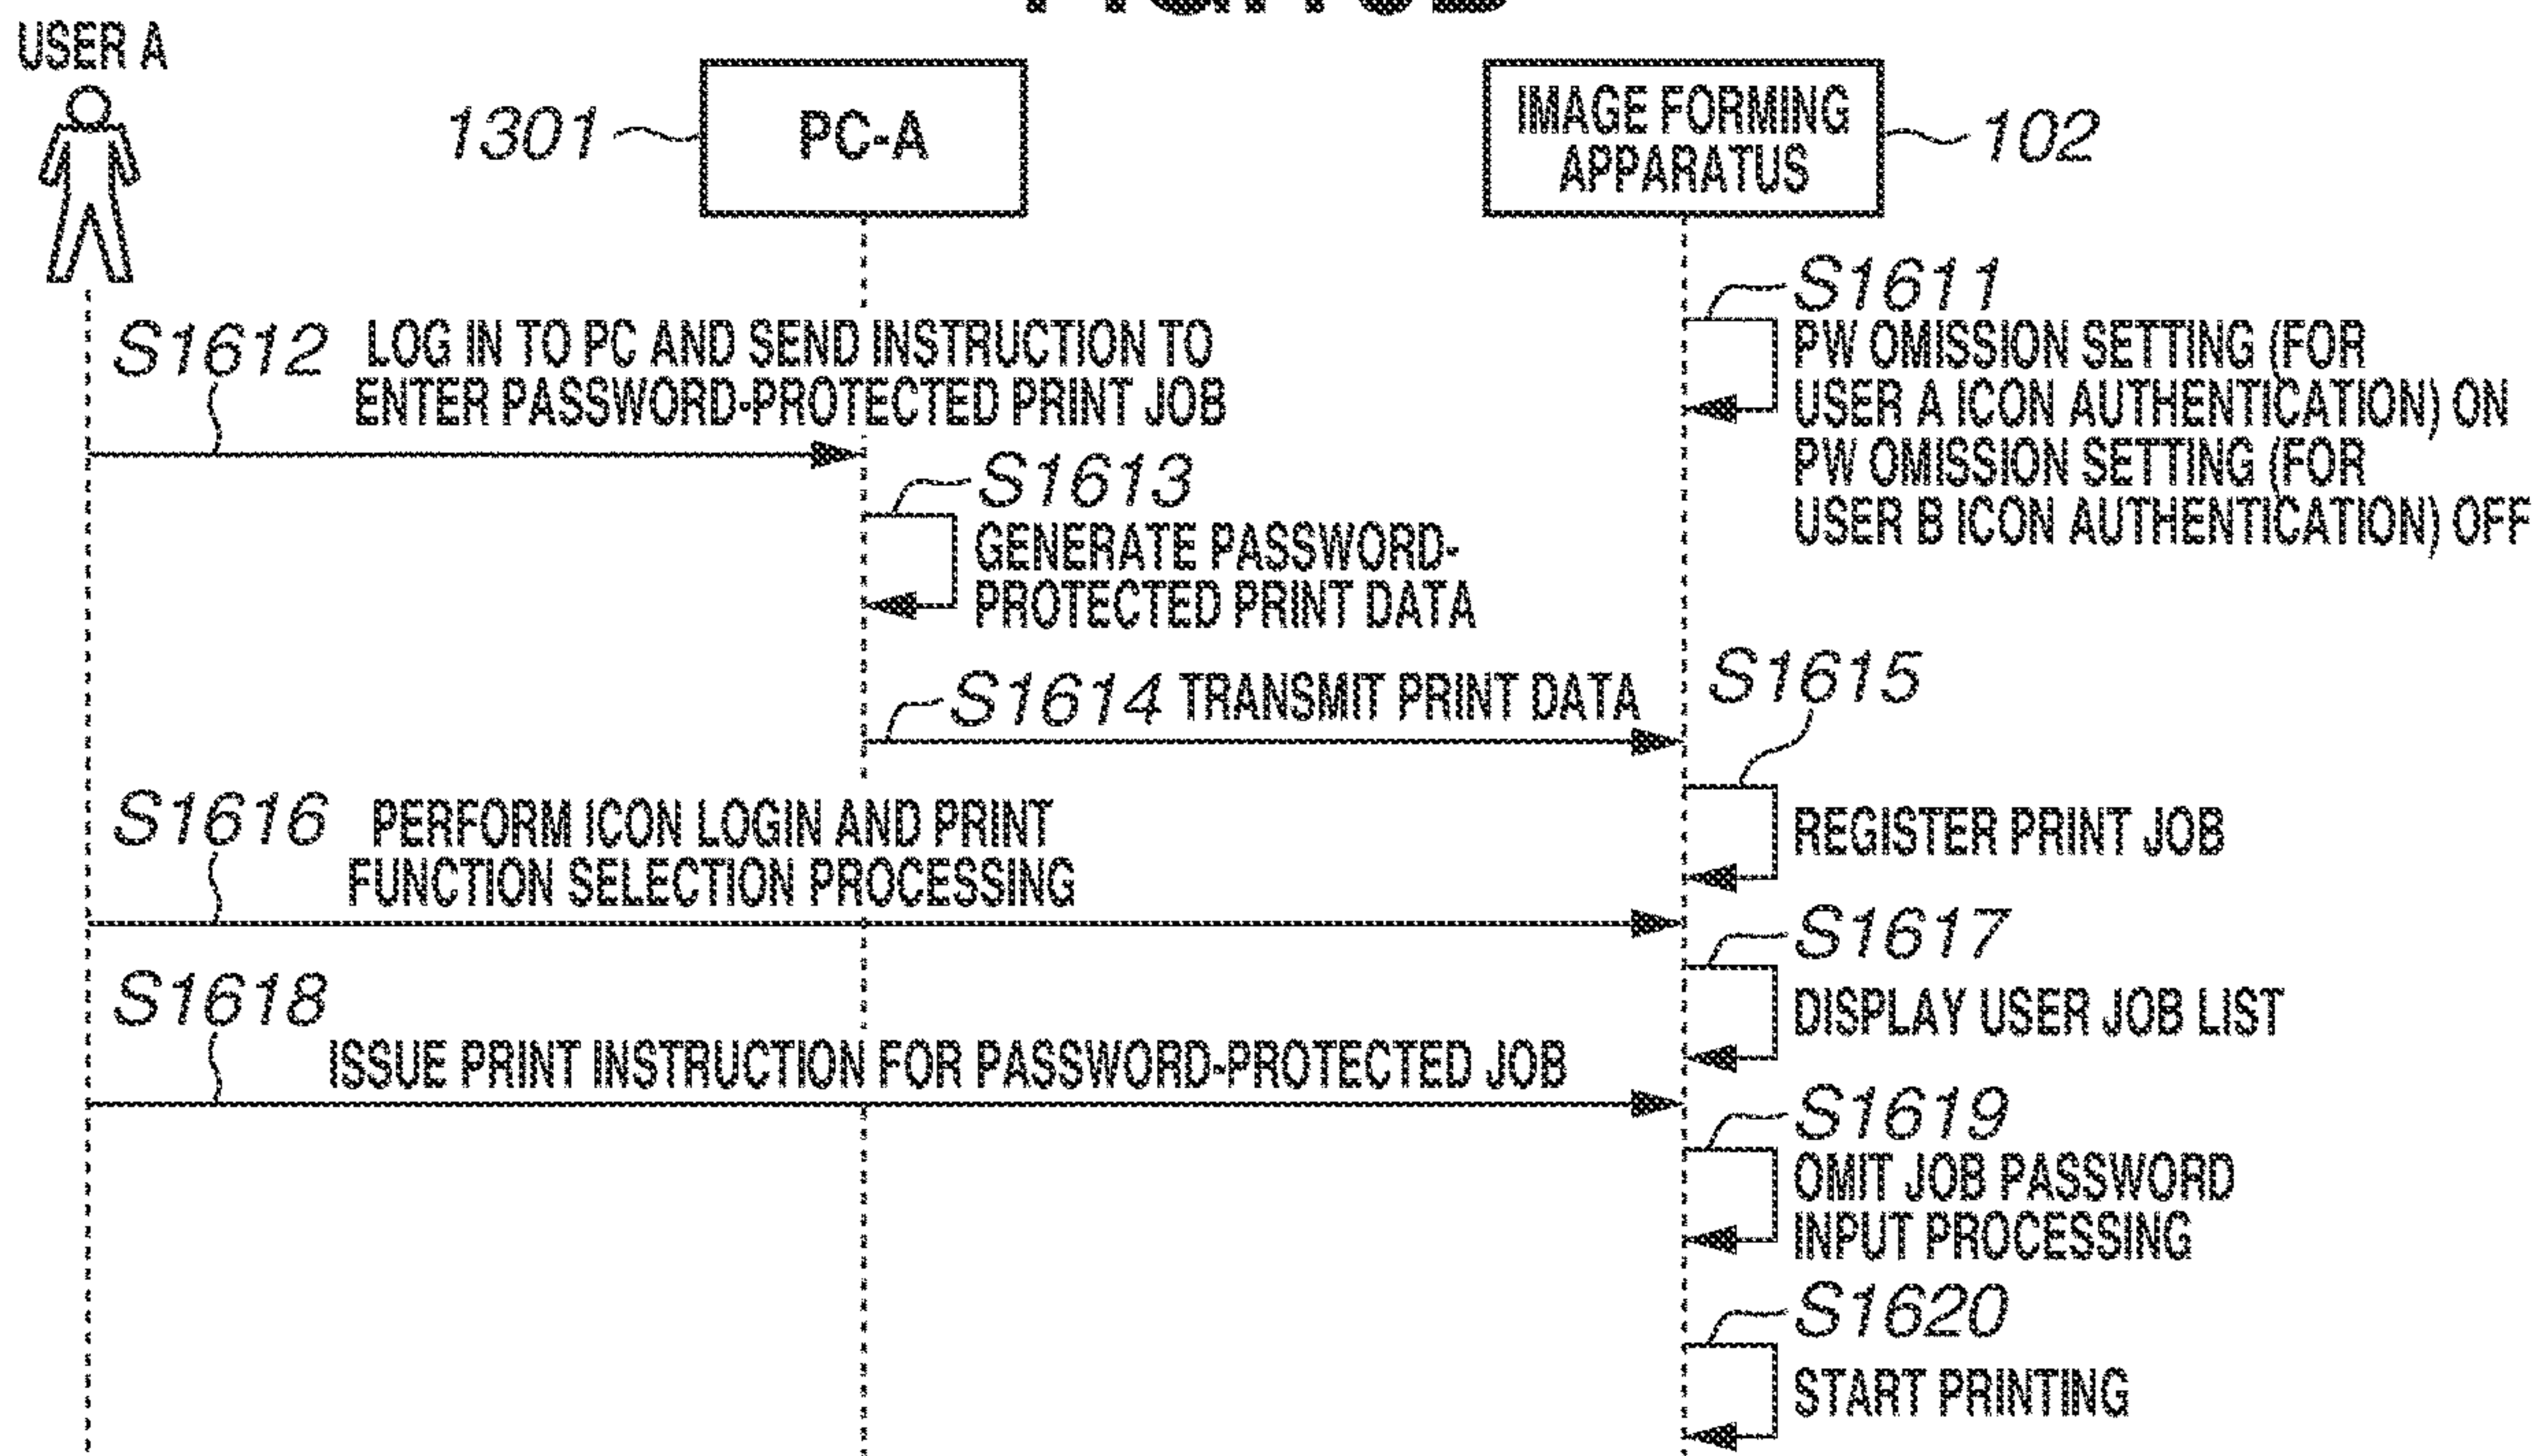 USER A
1301
PC-A
IMAGE FORMING
APPARATUS
102
S1611
PW OMISSION SETTING (FOR
USER A ICON AUTHENTICATION) ON
PW OMISSION SETTING (FOR
USER B ICON AUTHENTICATION) OFF
S1612
LOG IN TO PC AND SEND INSTRUCTION TO
ENTER PASSWORD-PROTECTED PRINT JOB
S1613
GENERATE PASSWORD-
PROTECTED PRINT DATA
S1614 TRANSMIT PRINT DATA
S1615
REGISTER PRINT JOB
S1616
PERFORM ICON LOGIN AND PRINT
FUNCTION SELECTION PROCESSING
S1617
DISPLAY USER JOB LIST
S1618
ISSUE PRINT INSTRUCTION FOR PASSWORD-PROTECTED JOB
S1619
OMIT JOB PASSWORD
INPUT PROCESSING
S1620
START PRINTING